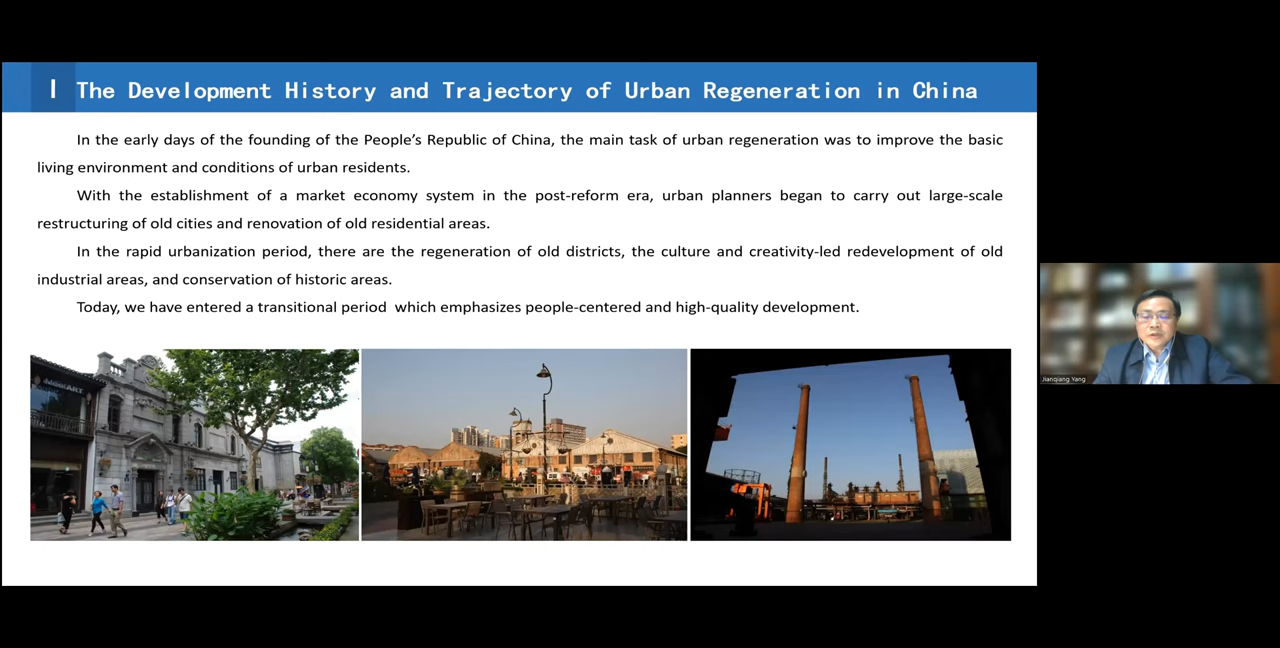 I The Development History and Trajectory of Urban Regeneration in China
In the early days of the founding of the People's Republic of China, the main task of urban regeneration was to improve the basic
living environment and conditions of urban residents.
With the establishment of a market economy system in the post-reform era, urban planners began to carry out large-scale
restructuring of old cities and renovation of old residential areas.
In the rapid urbanization period, there are the regeneration of old districts, the culture and creativity-led redevelopment of old
industrial areas, and conservation of historic areas.
Today, we have entered a transitional period which emphasizes people-centered and high-quality development.
Jianqiang Yang